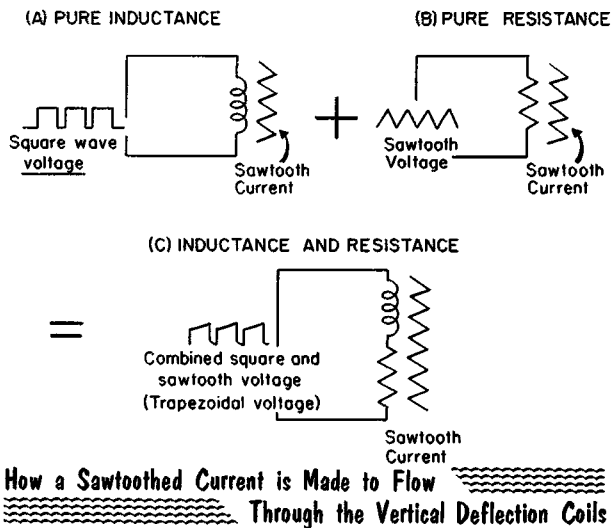 (A) PURE INDUCTANCE
Square wave
voltage
Sawtooth
Current
+
(B) PURE RESISTANCE
Sawtooth
Voltage
Sawtooth
Current
=
(C) INDUCTANCE AND RESISTANCE
Combined square and
sawtooth voltage
(Trapezoidal voltage)
Sawtooth
Current
How a Sawtoothed Current is Made to Flow
Through the Vertical Deflection Coils